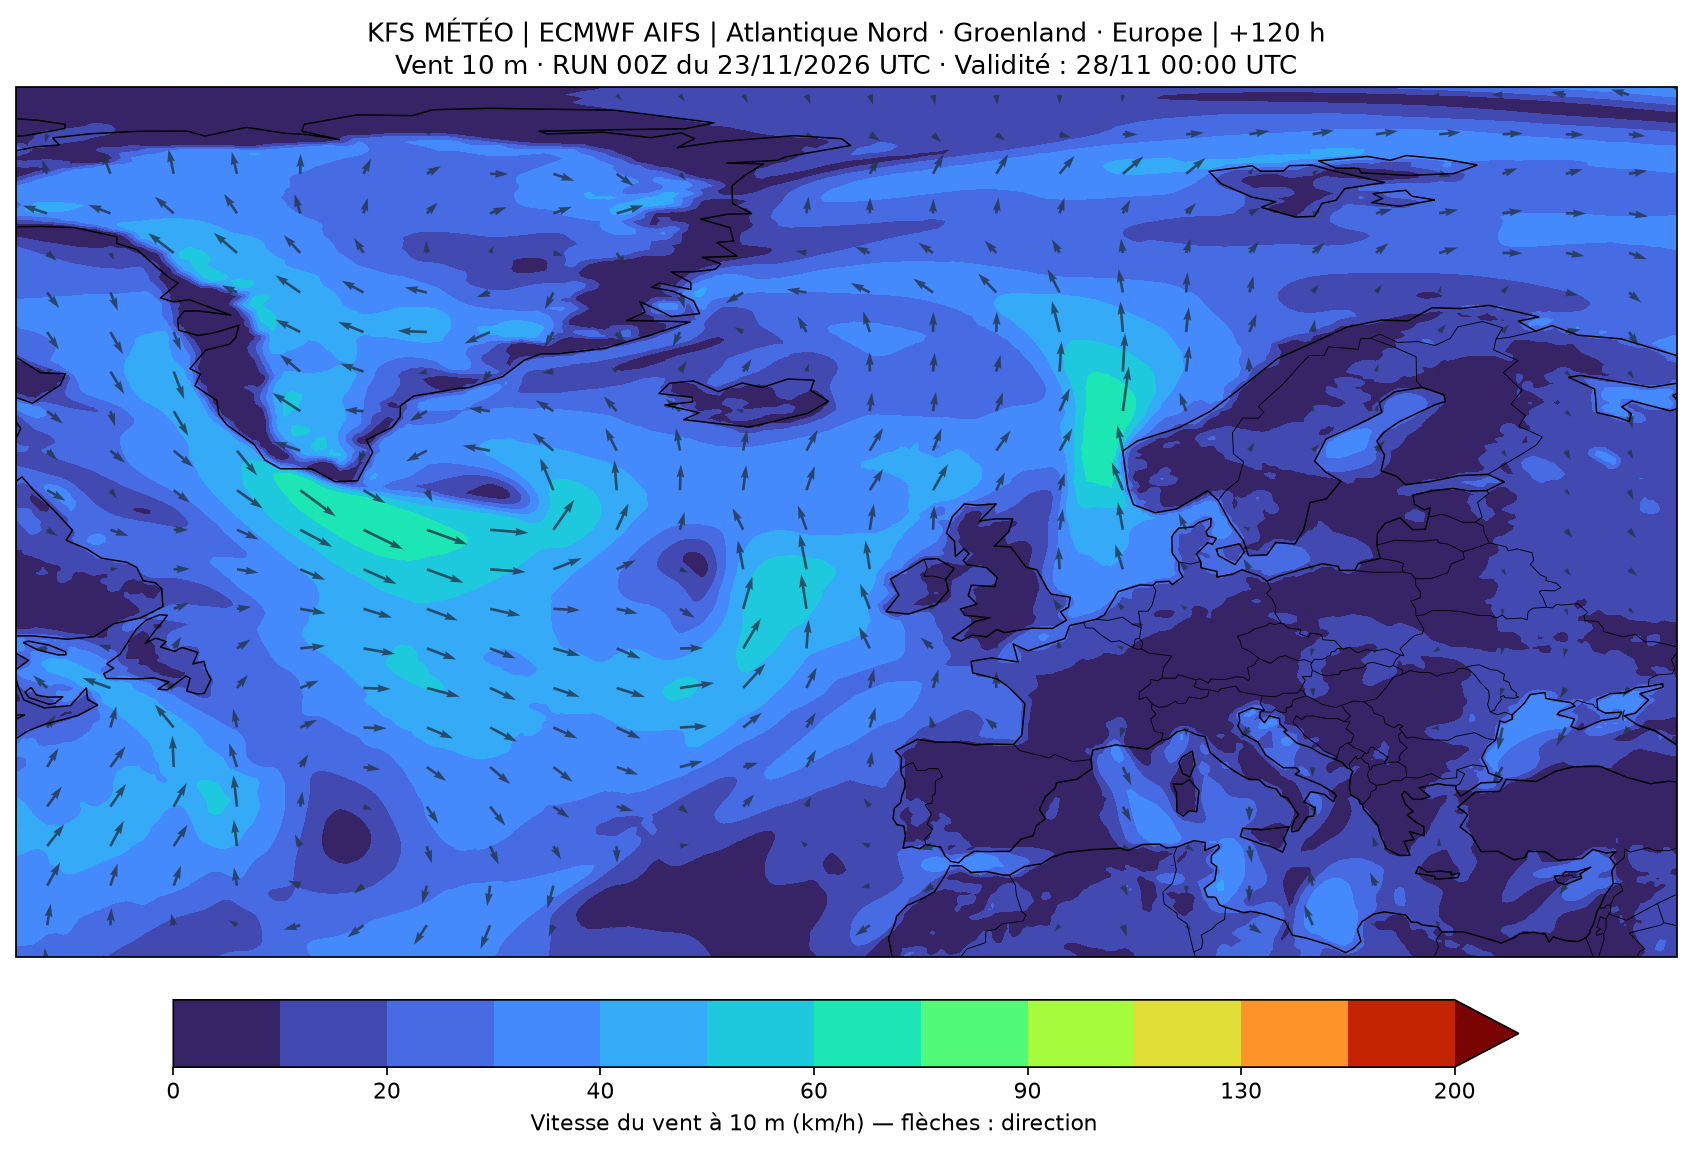 KFS MÉTÉO | ECMWF AIFS | Atlantique Nord · Groenland · Europe | +120 h
Vent 10 m · RUN 00Z du 23/11/2026 UTC · Validité : 28/11 00:00 UTC
0 20 40 60 90 130 200
Vitesse du vent à 10 m (km/h) — flèches : direction